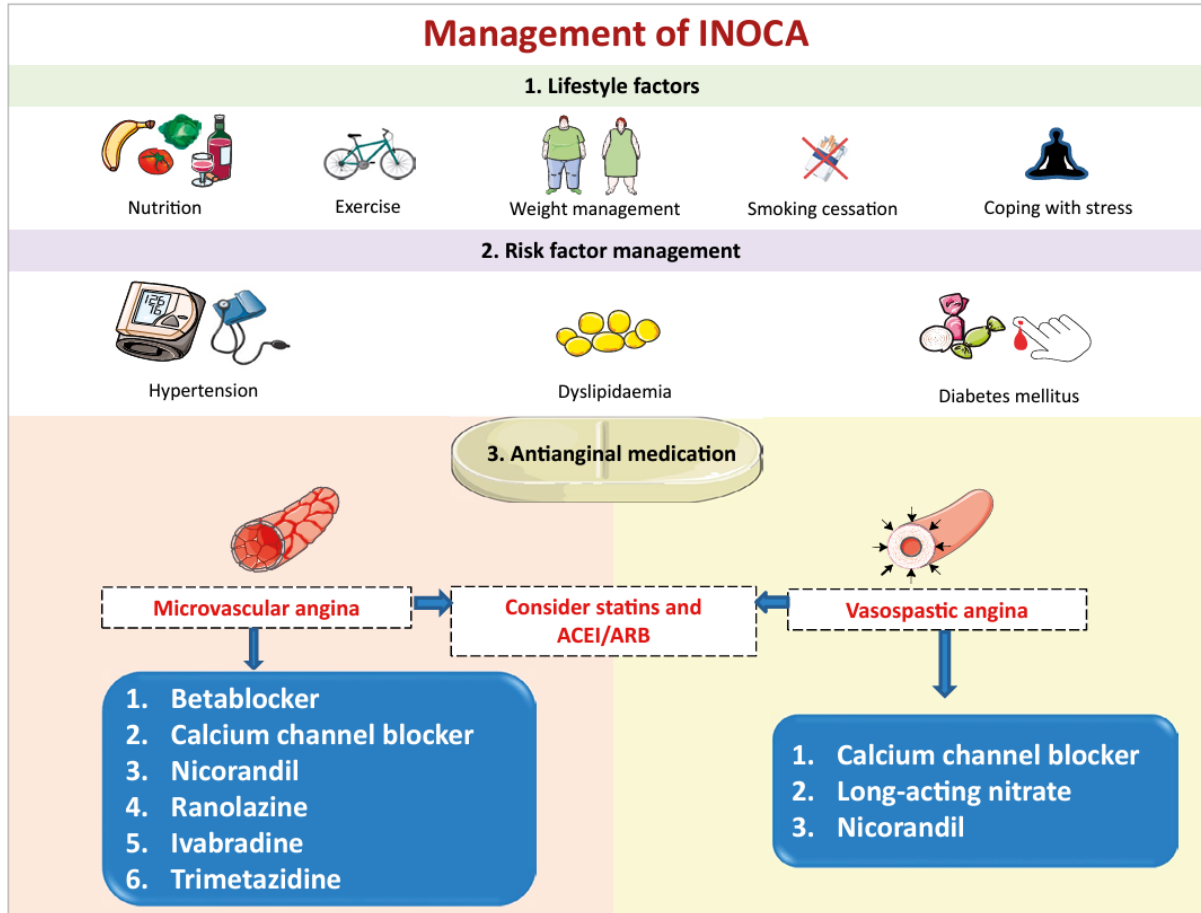 Management of INOCA
1. Lifestyle factors
Nutrition
Exercise
Weight management
Smoking cessation
Coping with stress
2. Risk factor management
126
76
Hypertension
Dyslipidaemia
Diabetes mellitus
3. Antianginal medication
Microvascular angina
Consider statins and
ACEI/ARB
Vasospastic angina
1. Betablocker
2. Calcium channel blocker
3. Nicorandil
4. Ranolazine
5. Ivabradine
6. Trimetazidine
1. Calcium channel blocker
2. Long-acting nitrate
3. Nicorandil